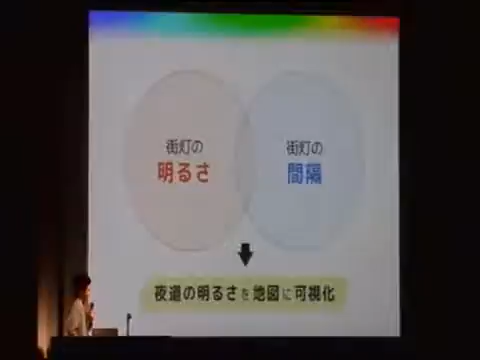 街灯の
明るさ
街灯の
間隔
夜道の明るさを地図に可視化